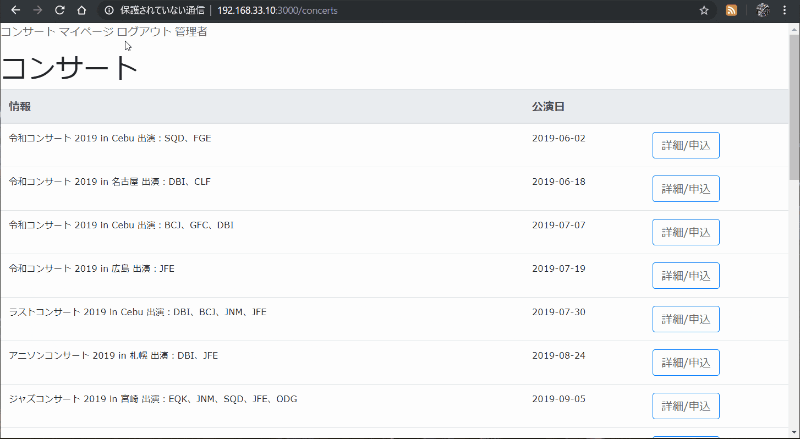 保護されていない通信 | 192.168.33.10:3000/concerts
コンサート マイページ ログアウト 管理者
コンサート
情報 公演日
令和コンサート 2019 in Cebu 出演：SQD、FGE 2019-06-02 詳細/申込
令和コンサート 2019 in 名古屋 出演：DBI、CLF 2019-06-18 詳細/申込
令和コンサート 2019 in Cebu 出演：BCJ、GFC、DBI 2019-07-07 詳細/申込
令和コンサート 2019 in 広島 出演：JFE 2019-07-19 詳細/申込
ラストコンサート 2019 in Cebu 出演：DBI、BCJ、JNM、JFE 2019-07-30 詳細/申込
アニソンコンサート 2019 in 札幌 出演：DBI、JFE 2019-08-24 詳細/申込
ジャズコンサート 2019 in 宮崎 出演：EQK、JNM、SQD、JFE、ODG 2019-09-05 詳細/申込